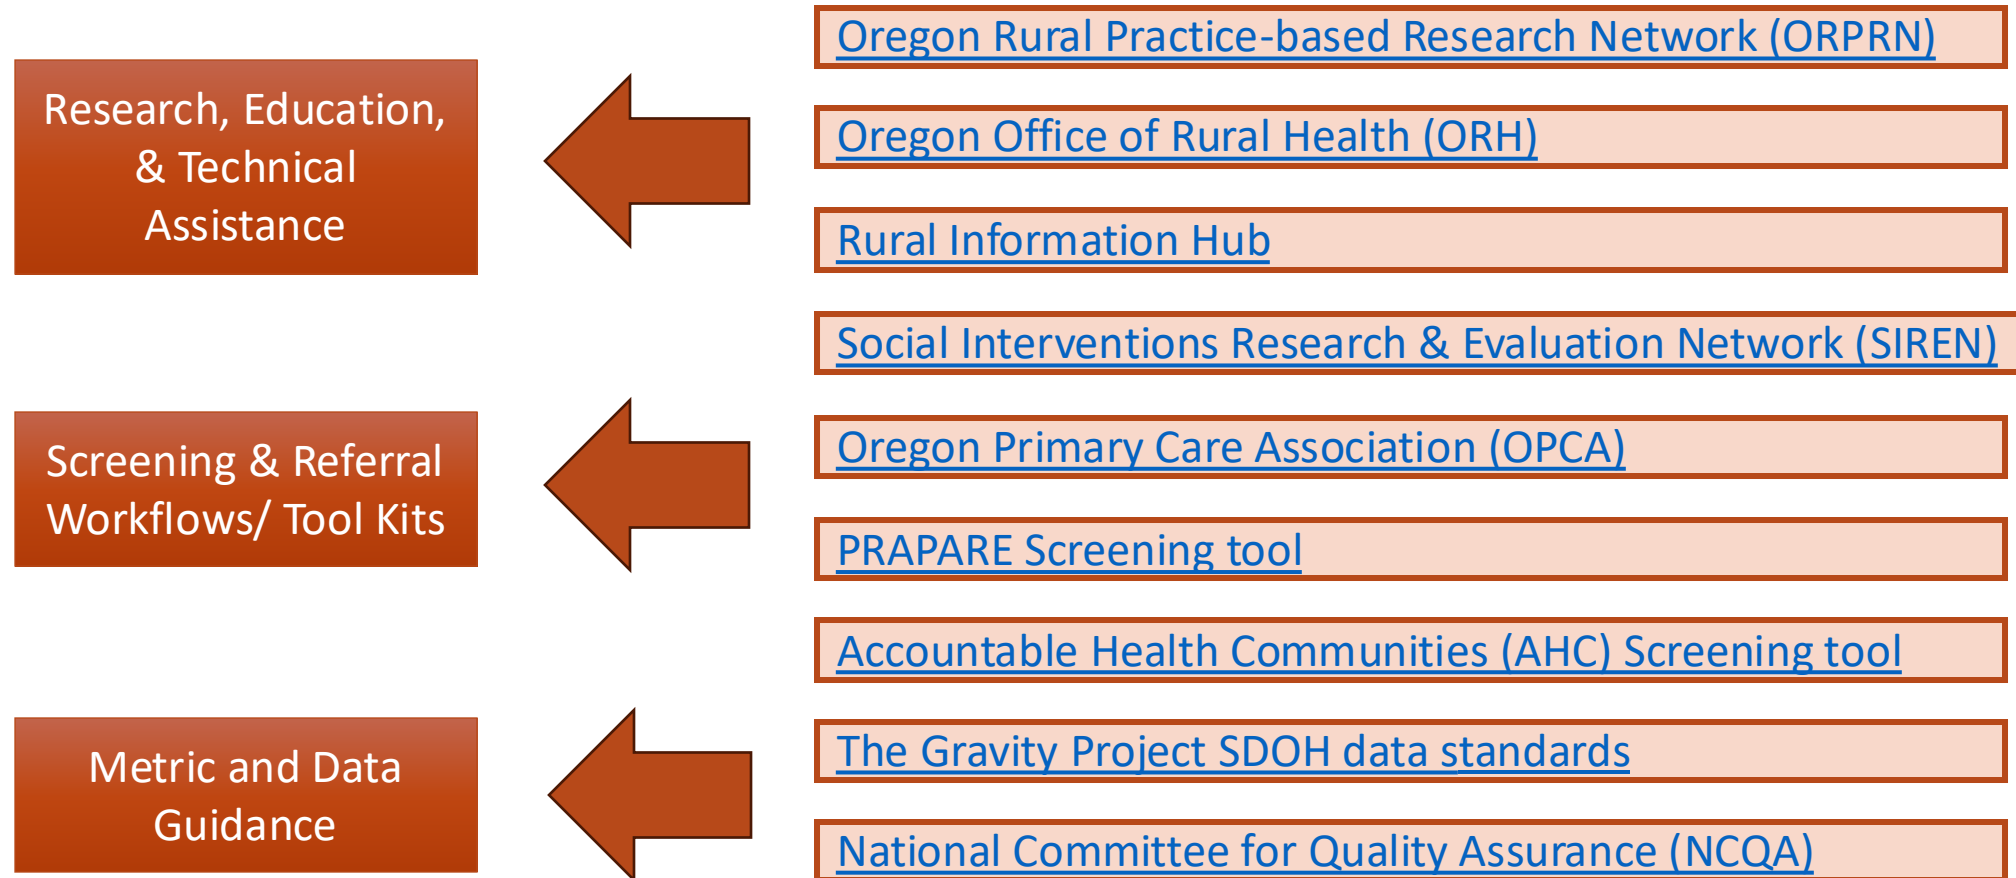 Research, Education,
& Technical
Assistance
Screening & Referral
Workflows/ Tool Kits
Metric and Data
Guidance
Oregon Rural Practice-based Research Network (ORPRN)
Oregon Office of Rural Health (ORH)
Rural Information Hub
Social Interventions Research & Evaluation Network (SIREN)
Oregon Primary Care Association (OPCA)
PRAPARE Screening tool
Accountable Health Communities (AHC) Screening tool
The Gravity Project SDOH data standards
National Committee for Quality Assurance (NCQA)